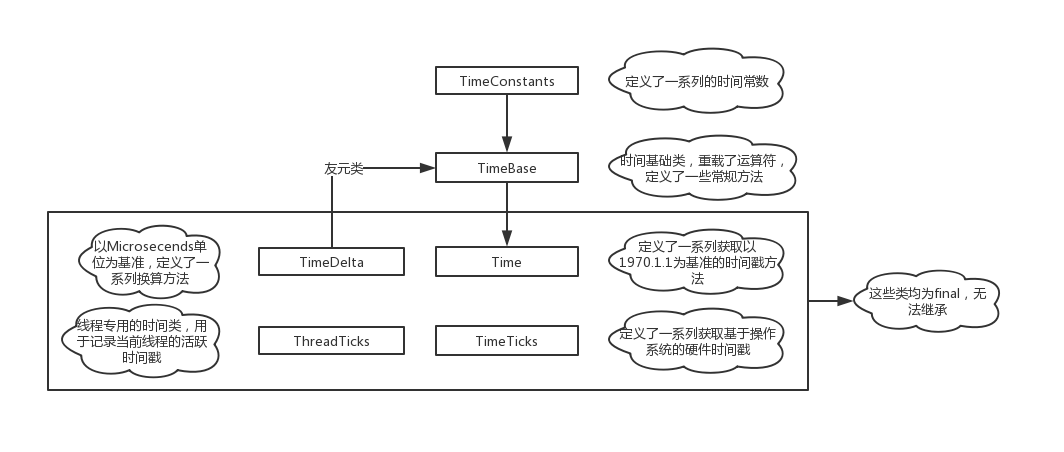 TimeConstants
定义了一系列的时间常数
友元类
TimeBase
时间基础类，重载了运算符，
定义了一些常规方法
以Microsecends单
位为基准，定义了一
系列换算方法
TimeDelta
Time
定义了一系列获取以
1970.1.1为基准的时间戳方
法
这些类均为final，无
法继承
线程专用的时间类，用
于记录当前线程的活跃
时间戳
ThreadTicks
TimeTicks
定义了一系列获取基于操作
系统的硬件时间戳